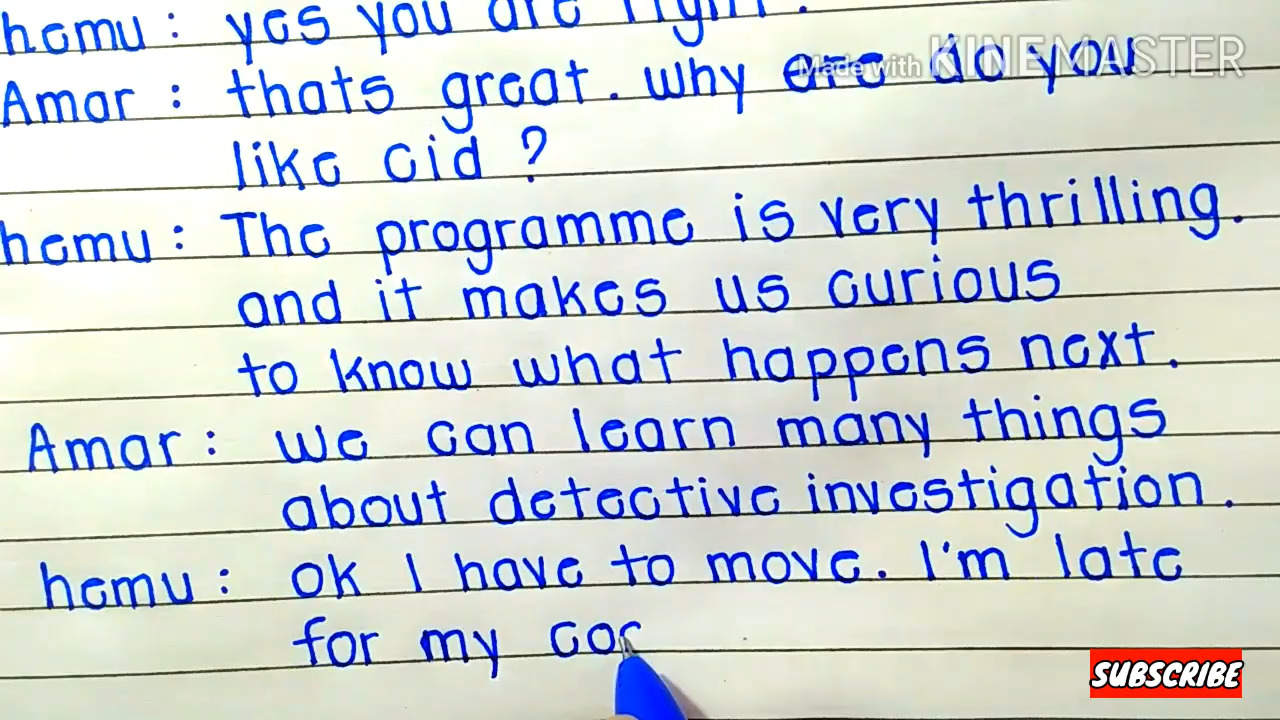 hemu : yes you are right.
Made with KINEMASTER
Amar : thats great. why are do you
like cid ?
hemu : The programme is very thrilling.
and it makes us curious
to know what happens next.
Amar : we can learn many things
about detective investigation.
hemu : ok I have to move. I'm late
for my
SUBSCRIBE